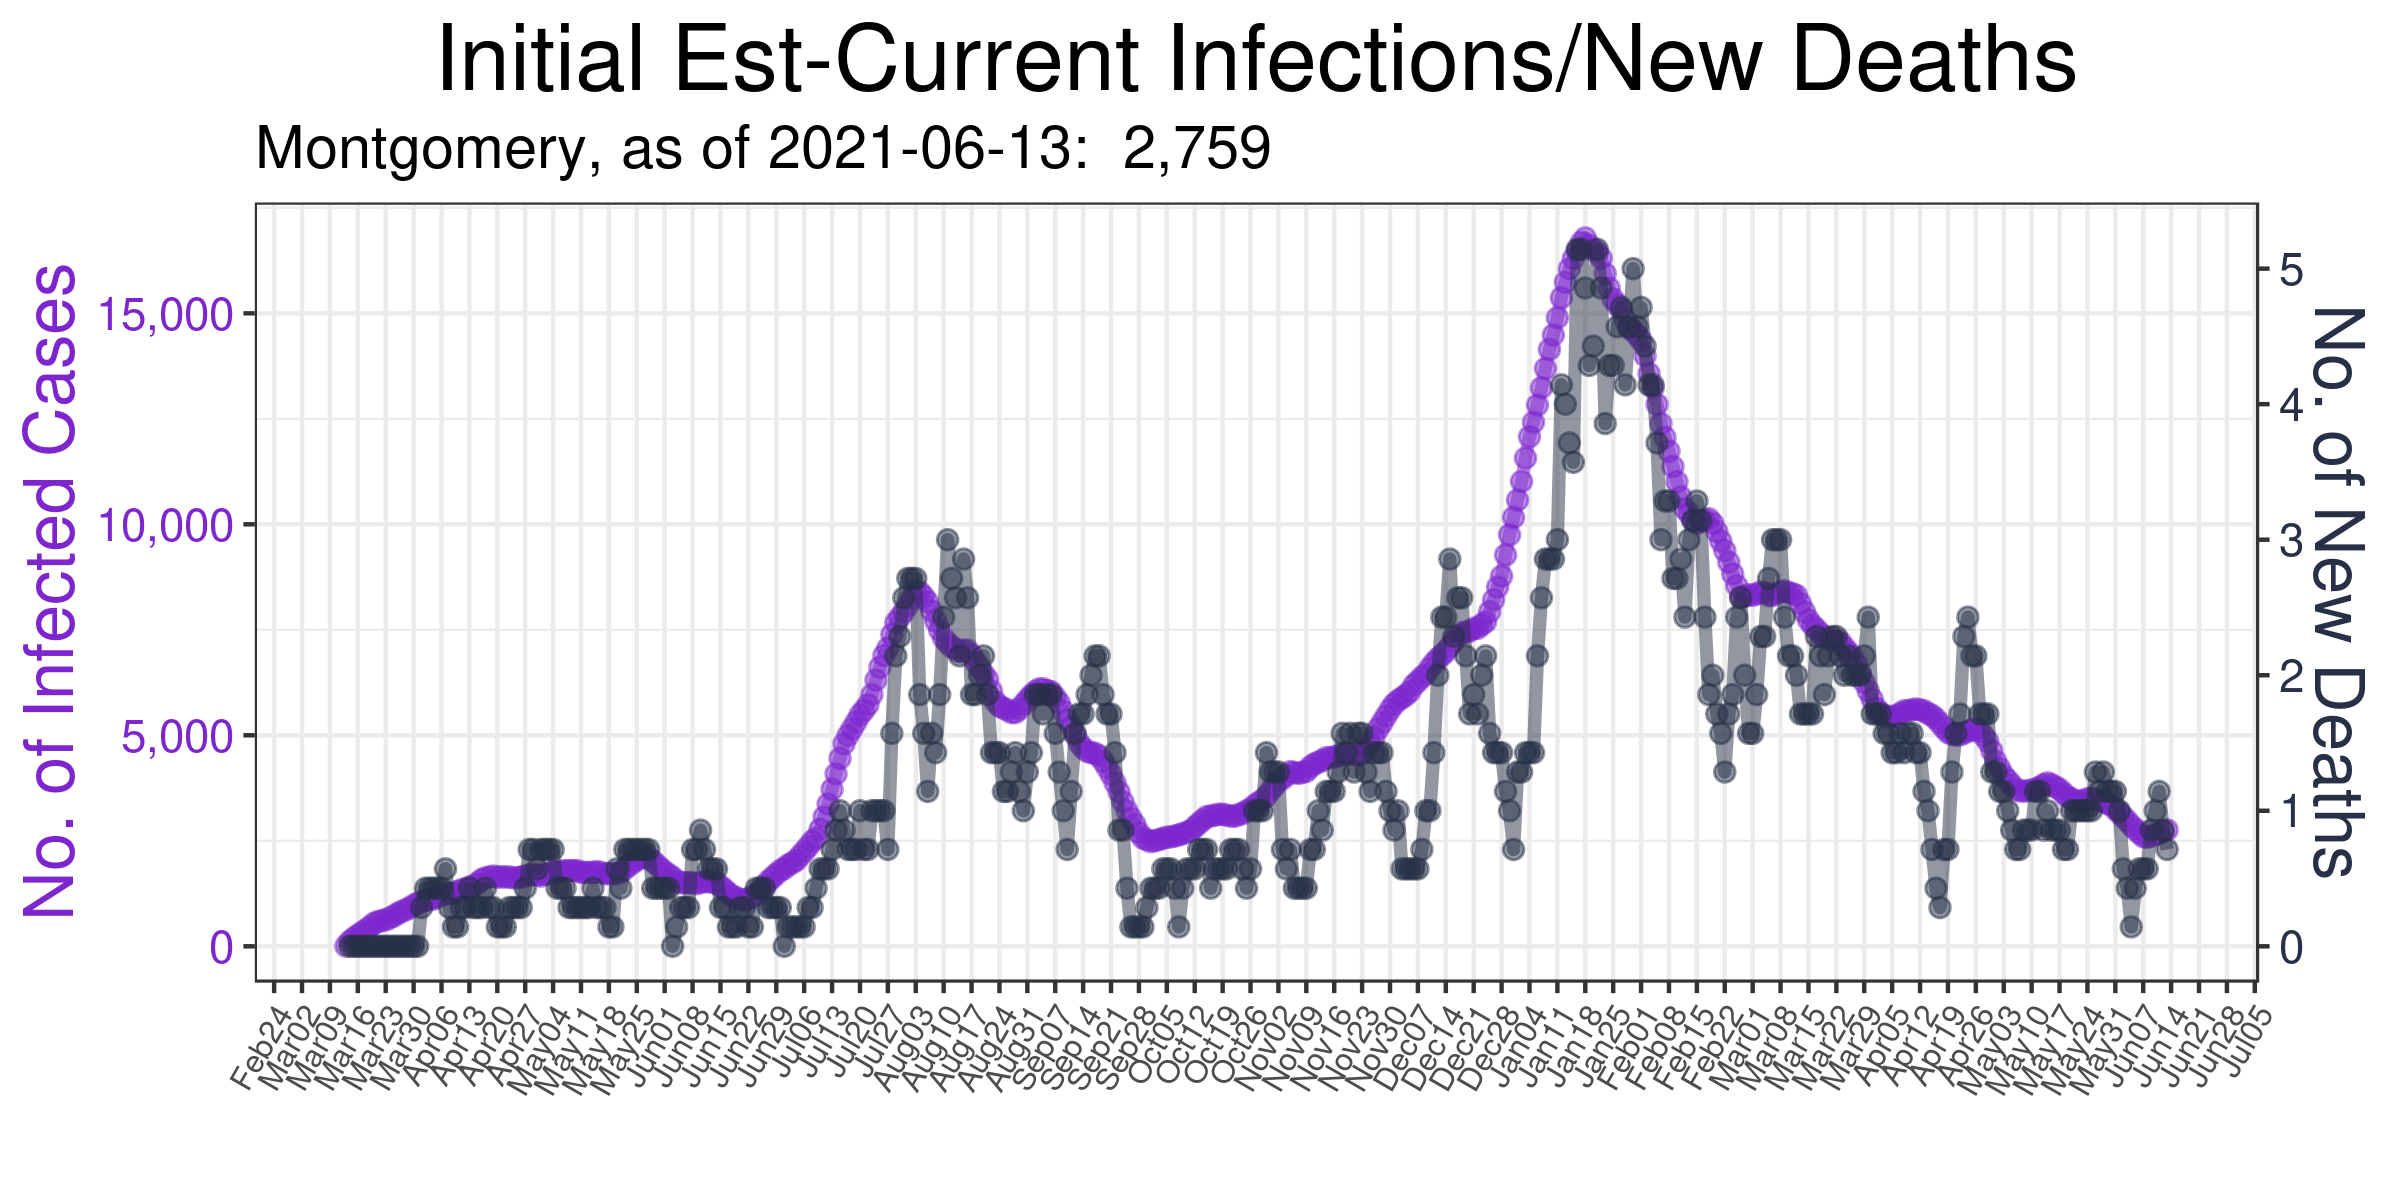 Initial Est-Current Infections/New Deaths
Montgomery, as of 2021-06-13:  2,759
No. of Infected Cases
15,000
10,000
5,000
0
5
4
3
2
1
0
No. of New Deaths
Feb24
Mar02
Mar09
Mar16
Mar23
Mar30
Apr06
Apr13
Apr20
Apr27
May04
May11
May18
May25
Jun01
Jun08
Jun15
Jun22
Jun29
Jul06
Jul13
Jul20
Jul27
Aug03
Aug10
Aug17
Aug24
Aug31
Sep07
Sep14
Sep21
Sep28
Oct05
Oct12
Oct19
Oct26
Nov02
Nov09
Nov16
Nov23
Nov30
Dec07
Dec14
Dec21
Dec28
Dec04
Jan11
Jan18
Jan25
Feb01
Feb08
Feb15
Feb22
Mar01
Mar08
Mar15
Mar22
Mar29
Apr05
Apr12
Apr19
Apr26
May03
May10
May17
May24
May31
Jun07
Jun14
Jun21
Jun28
Jul05